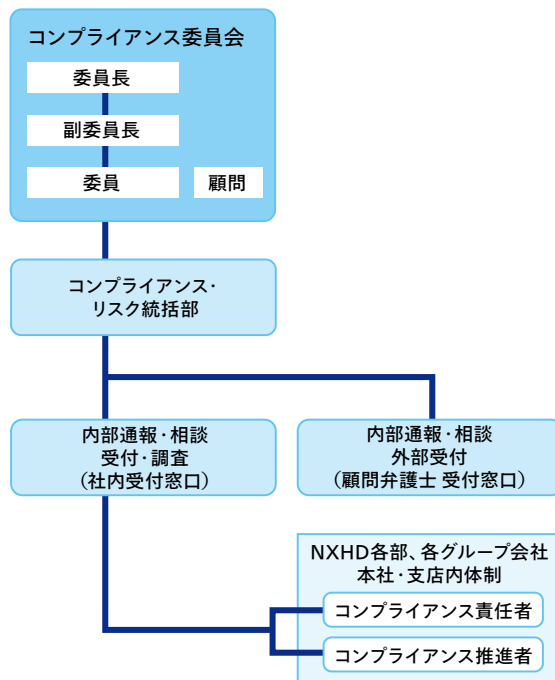 コンプライアンス委員会
委員長
副委員長
委員
顧問
コンプライアンス・
リスク統括部
内部通報・相談
受付・調査
（社内受付窓口）
内部通報・相談
外部受付
（顧問弁護士 受付窓口）
NXHD各部、各グループ会社
本社・支店内体制
コンプライアンス責任者
コンプライアンス推進者